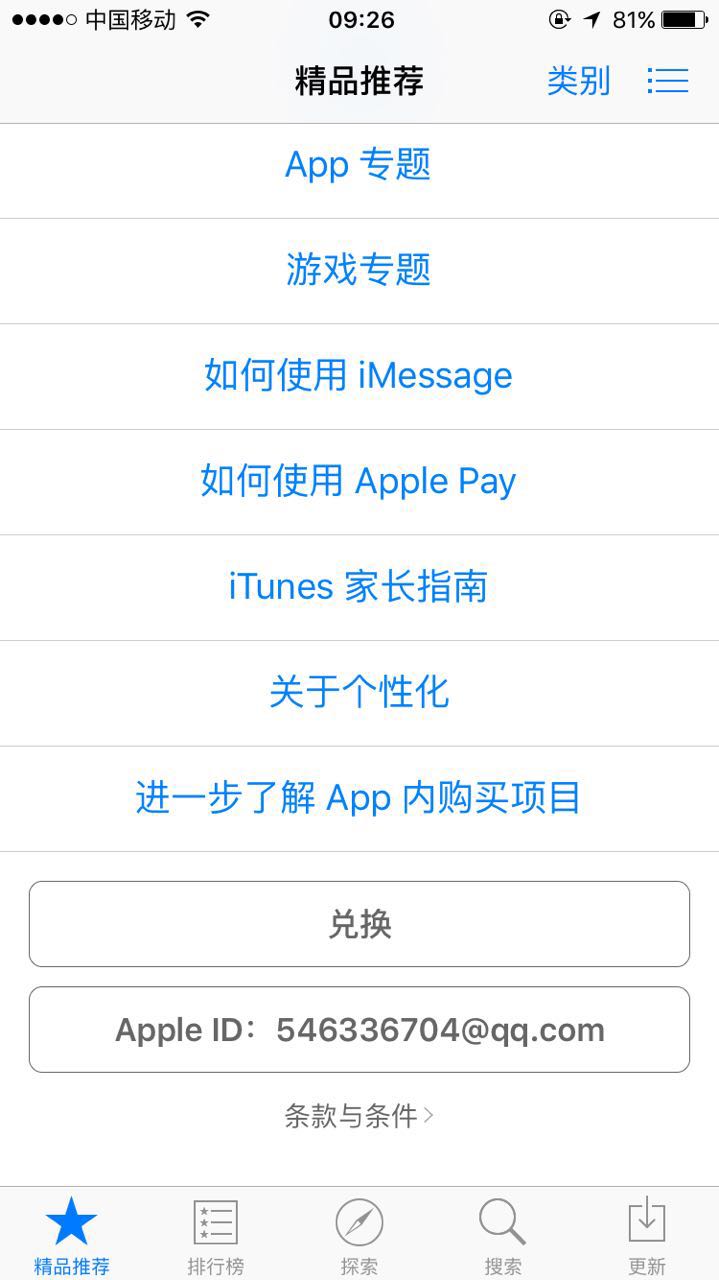 中国移动 09:26 81%
精品推荐 类别
App 专题
游戏专题
如何使用 iMessage
如何使用 Apple Pay
iTunes 家长指南
关于个性化
进一步了解 App 内购买项目
兑换
Apple ID：546336704@qq.com
条款与条件
精品推荐 排行榜 探索 搜索 更新